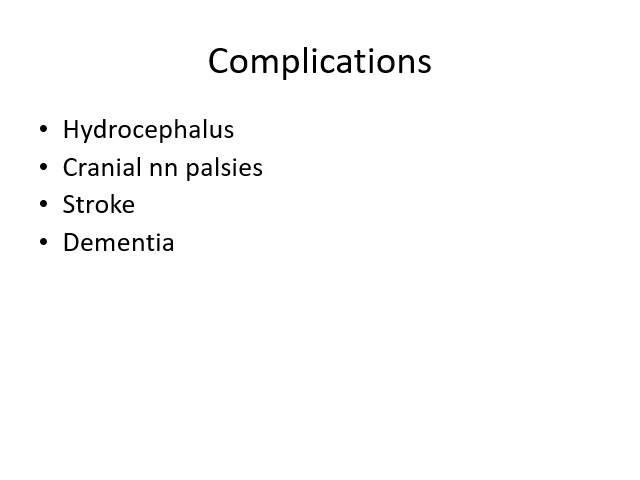 Complications
• Hydrocephalus
• Cranial nn palsies
• Stroke
• Dementia